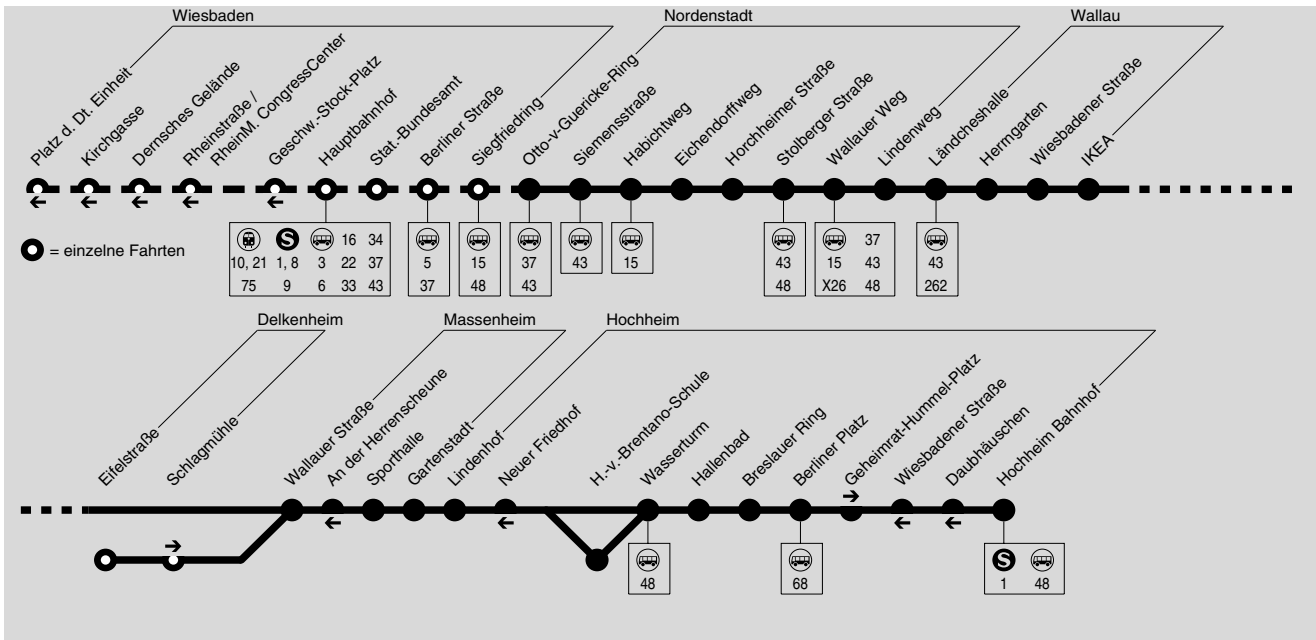 Wiesbaden
Nordenstadt
Wallau
Platz d. Dt. Einheit
Kirchgasse
Dernsches Gelände
Rheinstraße /
RheinM. CongressCenter
Geschw.-Stock-Platz
Hauptbahnhof
Stat.-Bundesamt
Berliner Straße
Siegfriedring
Otto-v-Guericke-Ring
Siemensstraße
Habichtweg
Eichendorffweg
Horchheimer Straße
Stolberger Straße
Wallauer Weg
Lindenweg
Ländcheshalle
Herrngarten
Wiesbadener Straße
IKEA
= einzelne Fahrten
S 16 34
10, 21 1, 8 3 22 37
75 9 6 33 43
5
37
15
48
37
43
43
15
43
48
37
15 43
X26 48
43
262
Delkenheim
Massenheim
Hochheim
Eifelstraße
Schlagmühle
Wallauer Straße
An der Herrenscheune
Sporthalle
Gartenstadt
Lindenhof
Neuer Friedhof
H.-v.-Brentano-Schule
Wasserturm
Hallenbad
Breslauer Ring
Berliner Platz
Geheimrat-Hummel-Platz
Wiesbadener Straße
Daubhäuschen
Hochheim Bahnhof
48
68
S
1 48